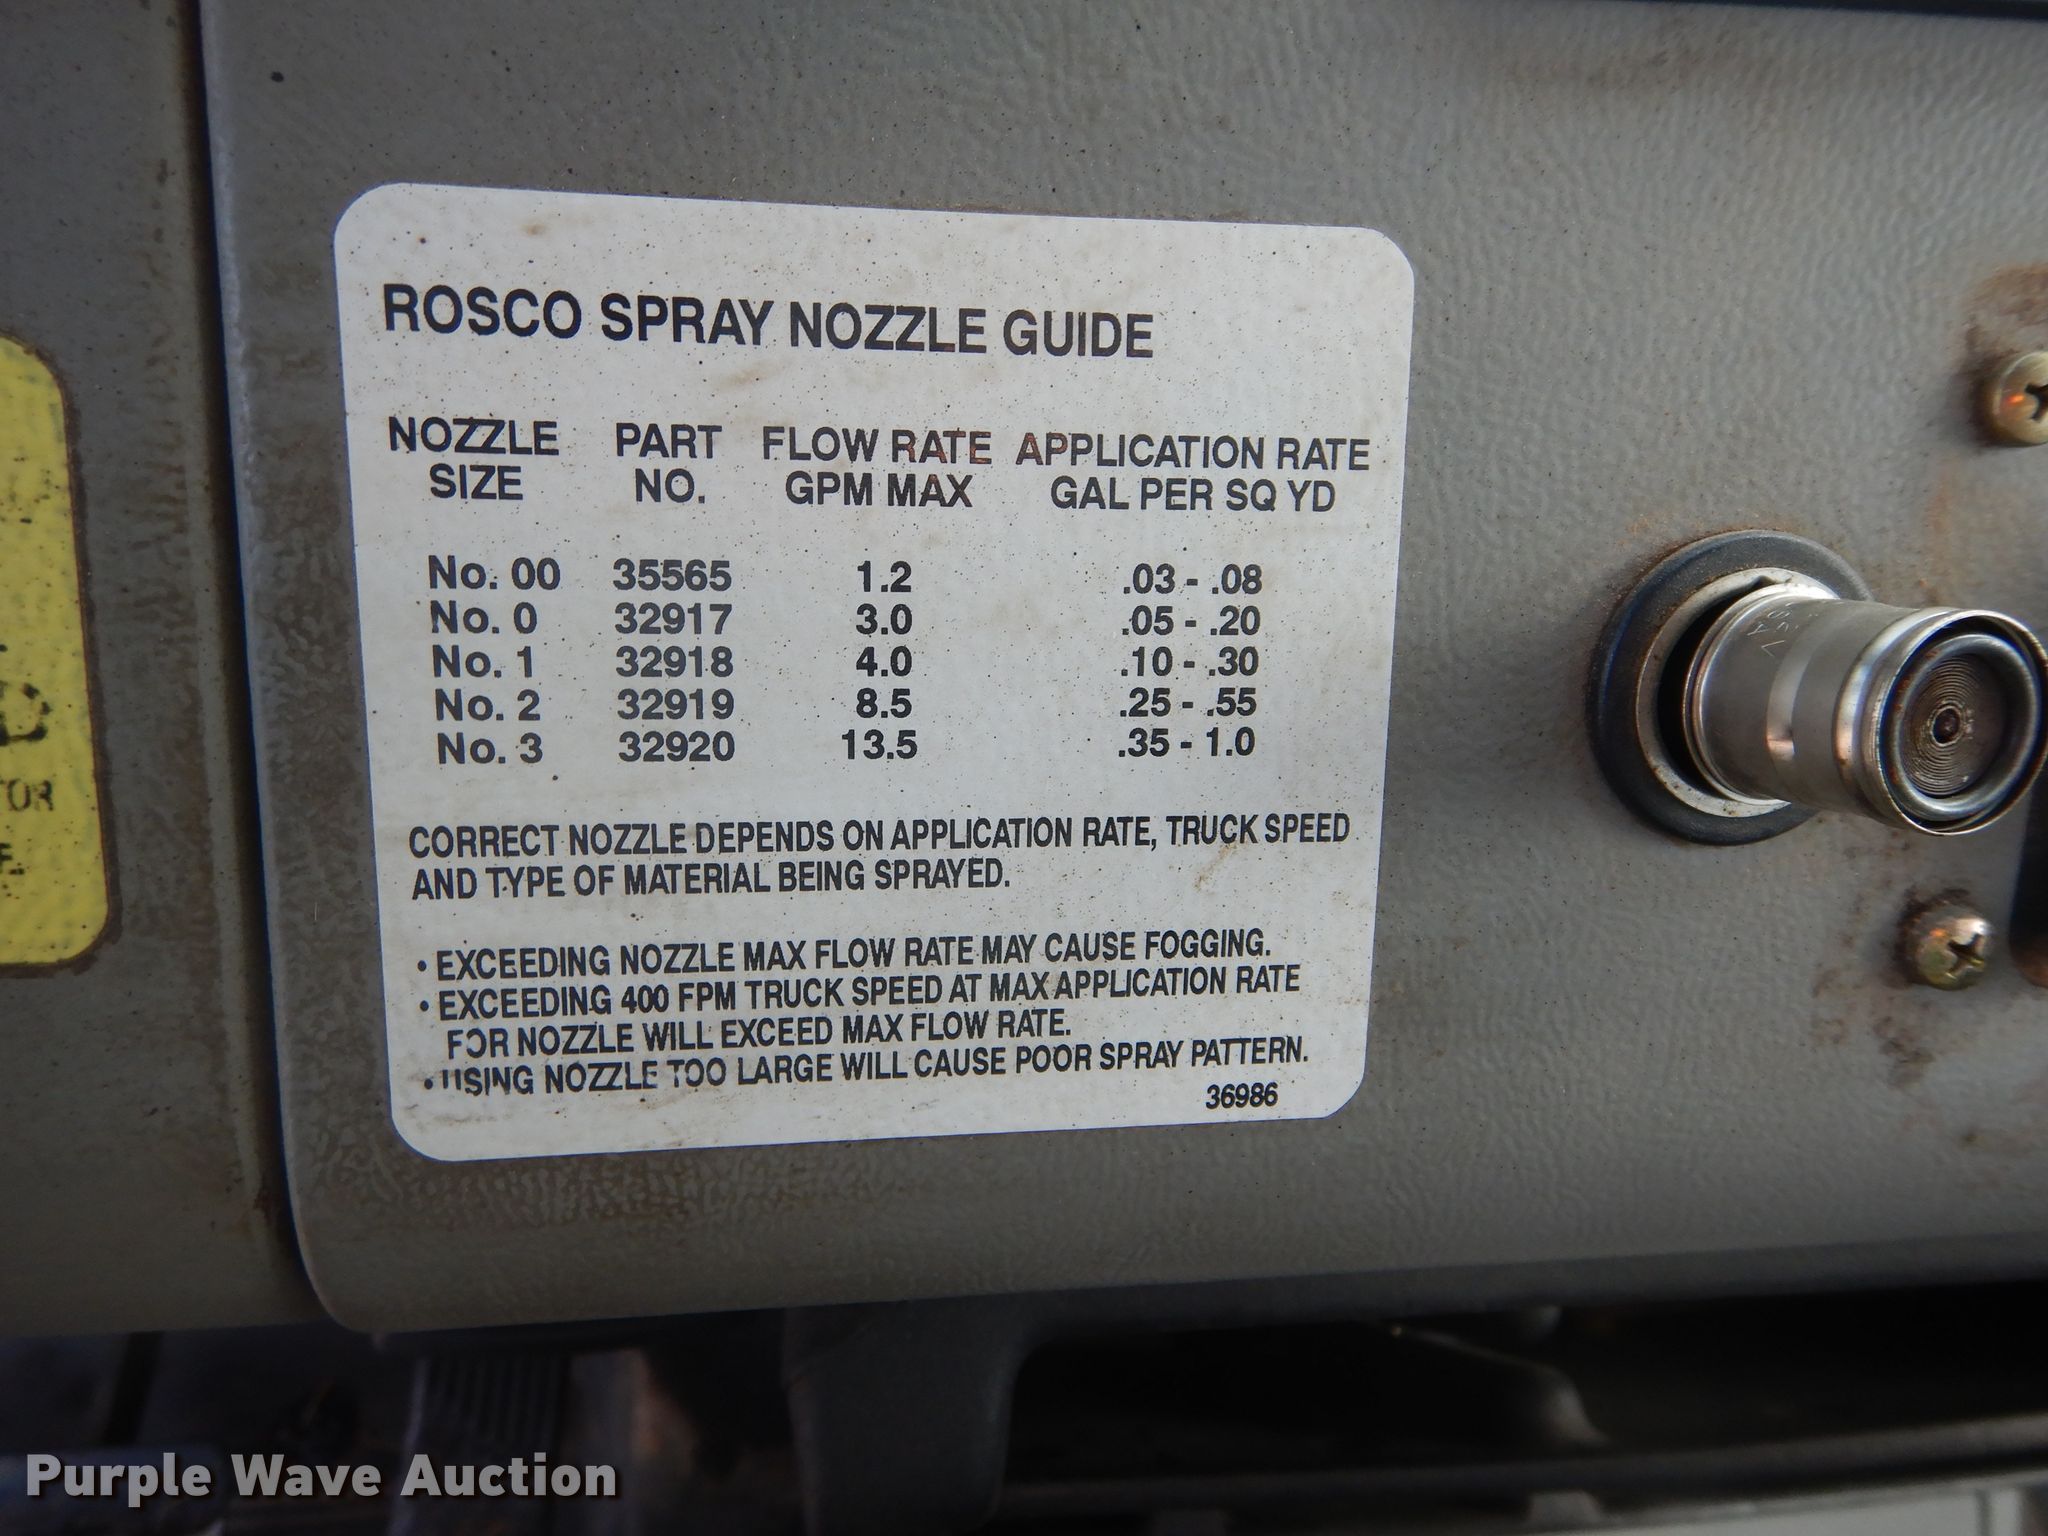 ROSCO SPRAY NOZZLE GUIDE
NOZZLE SIZE PART NO. FLOW RATE GPM MAX APPLICATION RATE GAL PER SQ YD
No. 00 35565 1.2 .03 - .08
No. 0 32917 3.0 .05 - .20
No. 1 32918 4.0 .10 - .30
No. 2 32919 8.5 .25 - .55
No. 3 32920 13.5 .35 - 1.0
CORRECT NOZZLE DEPENDS ON APPLICATION RATE, TRUCK SPEED
AND TYPE OF MATERIAL BEING SPRAYED.
• EXCEEDING NOZZLE MAX FLOW RATE MAY CAUSE FOGGING.
• EXCEEDING 400 FPM TRUCK SPEED AT MAX APPLICATION RATE
FOR NOZZLE WILL EXCEED MAX FLOW RATE.
• USING NOZZLE TOO LARGE WILL CAUSE POOR SPRAY PATTERN.
36986
TOR
Purple Wave Auction